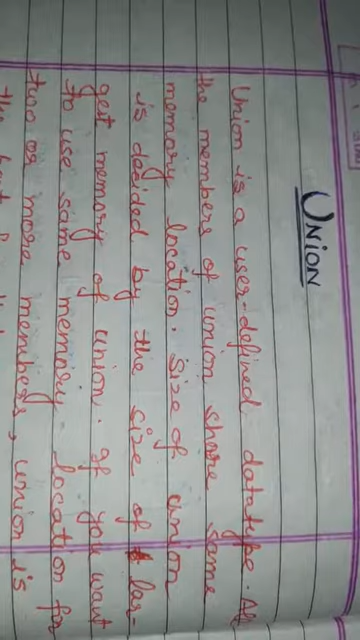 UNION
Union is a user-defined datatype. All
the members of union share same
memory location. Size of union
is decided by the size of lar-
gest memory of union. If you want
to use same memory location for
two or more members, union is